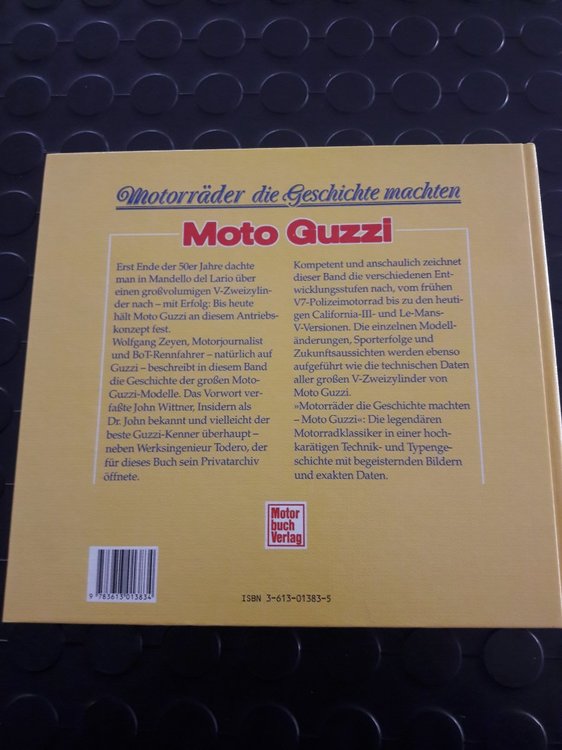 Motorräder die Geschichte machten
Moto Guzzi
Erst Ende der 50er Jahre dachte
man in Mandello del Lario über
einen großvolumigen V-Zweizylin-
der nach – mit Erfolg: Bis heute
hält Moto Guzzi an diesem Antriebs-
konzept fest.
Wolfgang Zeyen, Motorjournalist
und BoT-Rennfahrer – natürlich auf
Guzzi – beschreibt in diesem Band
die Geschichte der großen Moto-
Guzzi-Modelle. Das Vorwort ver-
faßte John Wittner, Insidern als
Dr. John bekannt und vielleicht der
beste Guzzi-Kenner überhaupt –
neben Werksingenieur Todero, der
für dieses Buch sein Privatarchiv
öffnete.
Kompetent und anschaulich zeichnet
dieser Band die verschiedenen Ent-
wicklungsstufen nach, vom frühen
V7-Polizeimotorrad bis zu den heuti-
gen California-III- und Le-Mans-
V-Versionen. Die einzelnen Modell-
änderungen, Sporterfolge und
Zukunftsaussichten werden ebenso
aufgeführt wie die technischen Daten
aller großen V-Zweizylinder von
Moto Guzzi.
»Motorräder die Geschichte machten
– Moto Guzzi«: Die legendären
Motorradklassiker in einer hoch-
karätigen Technik- und Typenge-
schichte mit begeisternden Bildern
und exakten Daten.
Motor
buch
Verlag
9 783613 013834
ISBN 3-613-01383-5